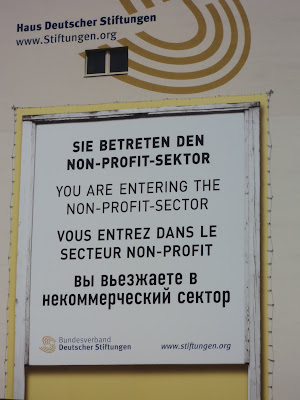 Haus Deutscher Stiftungen
www.Stiftungen.org
SIE BETRETEN DEN
NON-PROFIT-SEKTOR
YOU ARE ENTERING THE
NON-PROFIT-SECTOR
VOUS ENTREZ DANS LE
SECTEUR NON-PROFIT
вы вьезжаете в
некоммерческий сектор
Bundesverband
Deutscher Stiftungen
www.stiftungen.org